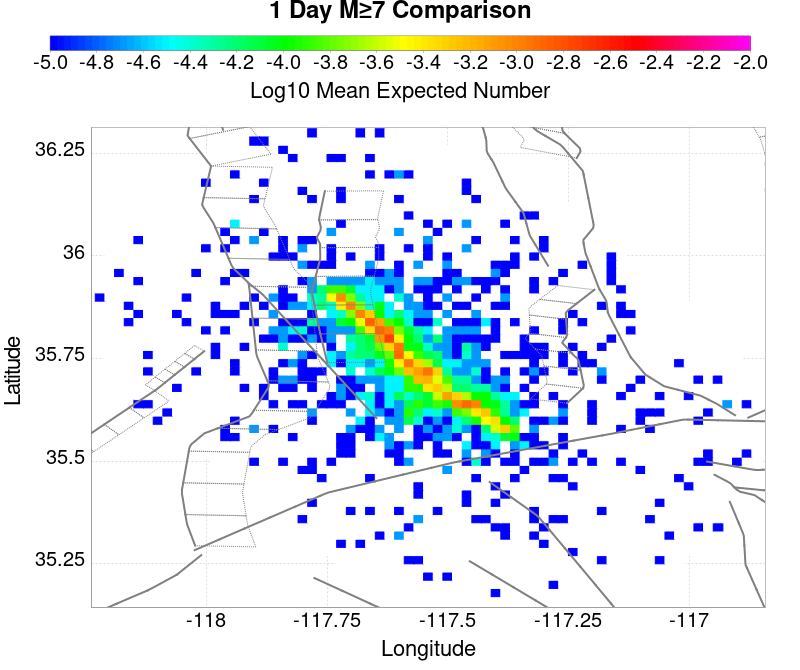 1 Day M≥7 Comparison
-5.0 -4.8 -4.6 -4.4 -4.2 -4.0 -3.8 -3.6 -3.4 -3.2 -3.0 -2.8 -2.6 -2.4 -2.2 -2.0
Log10 Mean Expected Number
36.25
36
35.75
35.5
35.25
Latitude
-118 -117.75 -117.5 -117.25 -117
Longitude